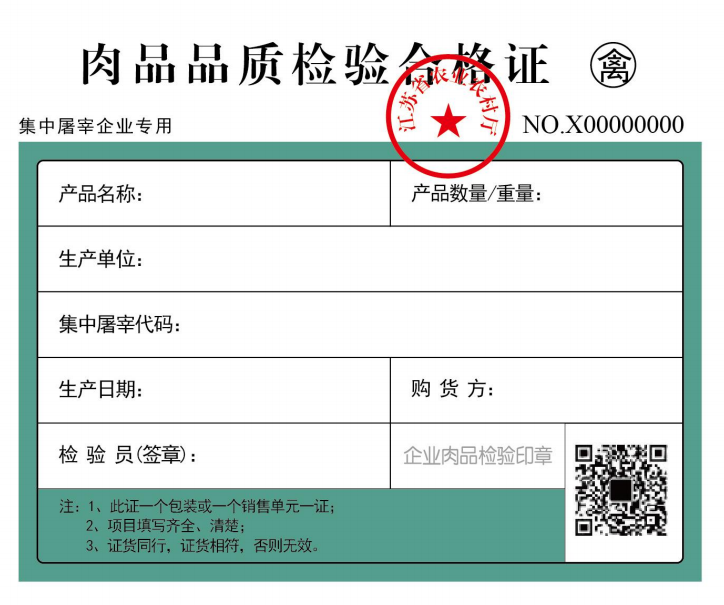 肉品品质检验合格证 禽
江苏省农业农村厅
集中屠宰企业专用 NO.X00000000
产品名称： 产品数量/重量：
生产单位：
集中屠宰代码：
生产日期： 购 货 方：
检 验 员(签章)： 企业肉品检验印章
注：1、此证一个包装或一个销售单元一证；
2、项目填写齐全、清楚；
3、证货同行，证货相符，否则无效。